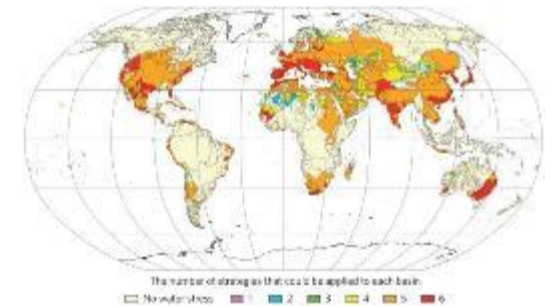 The number of strategies that could be applied to each basin
No water stress 1 2 3 4 5 6